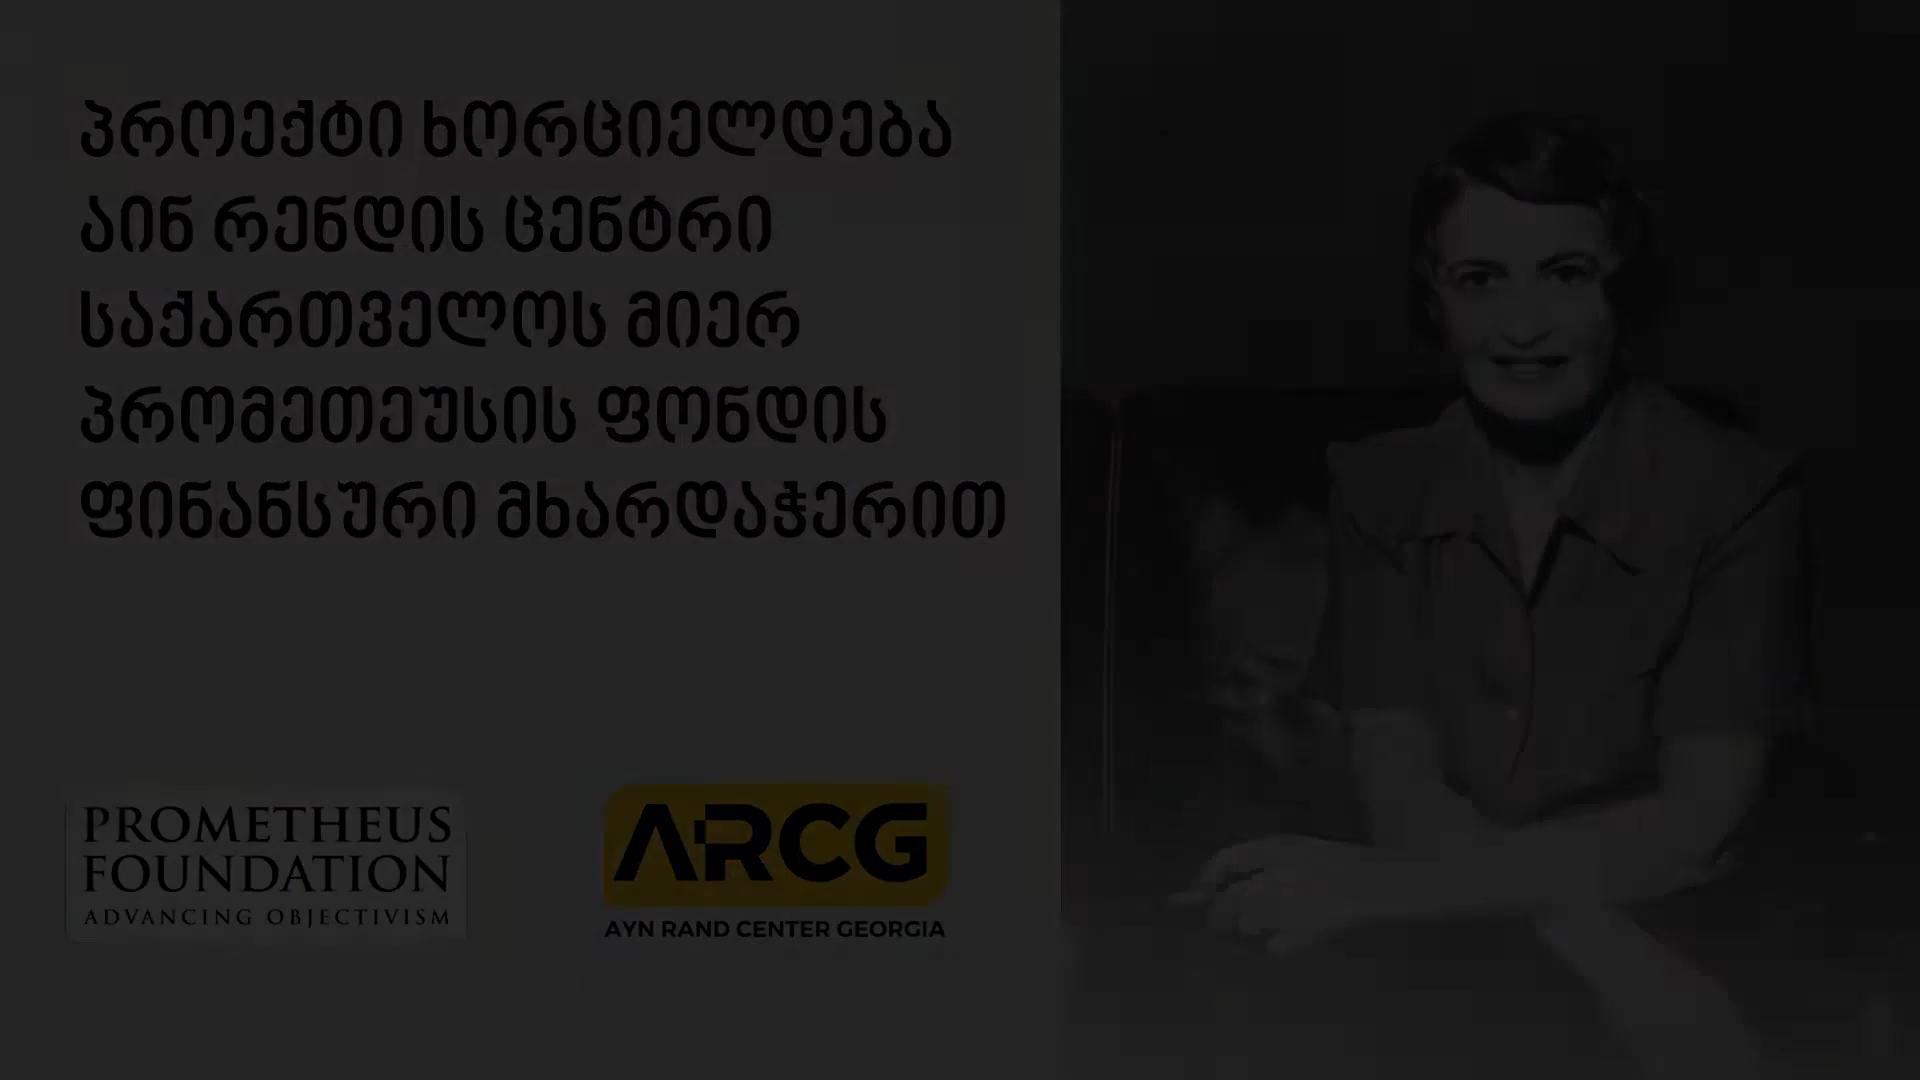 პროექტი ხორციელდება
აინ რენდის ცენტრი
საქართველოს მიერ
პრომეთეუსის ფონდის
ფინანსური მხარდაჭერით
PROMETHEUS
FOUNDATION
ADVANCING OBJECTIVISM
ARCG
AYN RAND CENTER GEORGIA